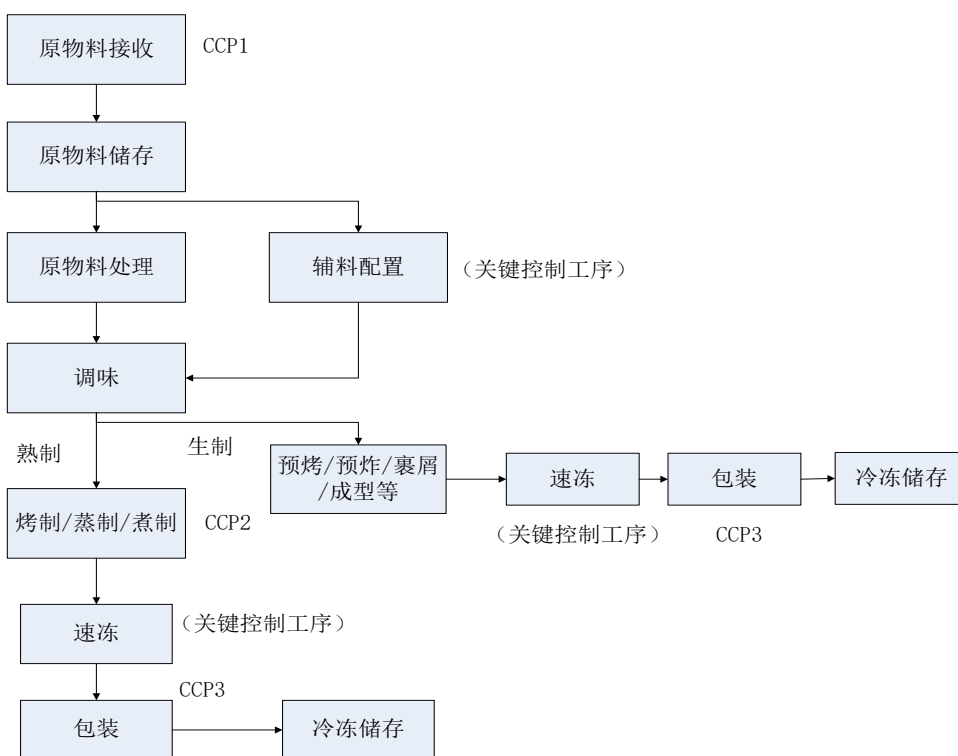 原物料接收
CCP1
原物料储存
原物料处理
辅料配置
（关键控制工序）
调味
熟制
生制
预烤/预炸/裹屑
/成型等
速冻
包装
冷冻储存
（关键控制工序）
CCP3
烤制/蒸制/煮制
CCP2
速冻
（关键控制工序）
CCP3
包装
冷冻储存